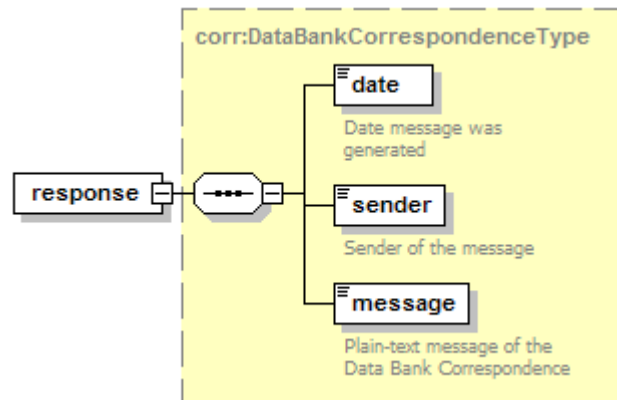 corr:DataBankCorrespondenceType
date
Date message was
generated
response
sender
Sender of the message
message
Plain-text message of the
Data Bank Correspondence